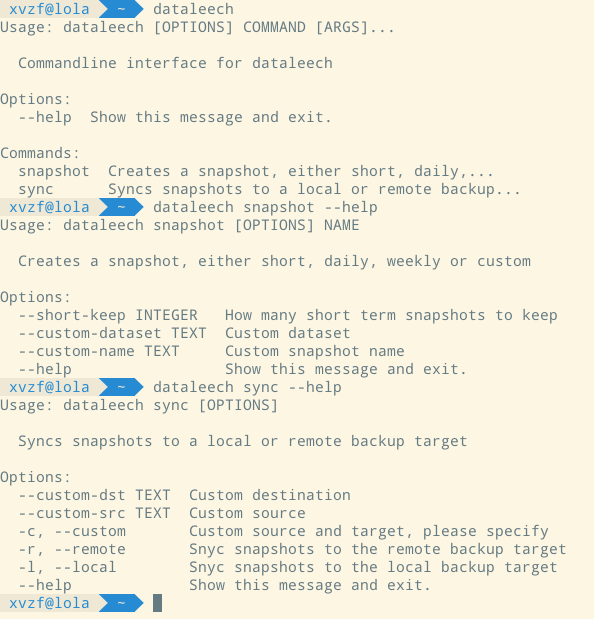 xvzf@lola ~ dataleech
Usage: dataleech [OPTIONS] COMMAND [ARGS]...
Commandline interface for dataleech
Options:
--help  Show this message and exit.
Commands:
snapshot  Creates a snapshot, either short, daily,...
sync      Syncs snapshots to a local or remote backup...
xvzf@lola ~ dataleech snapshot --help
Usage: dataleech snapshot [OPTIONS] NAME
Creates a snapshot, either short, daily, weekly or custom
Options:
--short-keep INTEGER   How many short term snapshots to keep
--custom-dataset TEXT  Custom dataset
--custom-name TEXT     Custom snapshot name
--help                 Show this message and exit.
xvzf@lola ~ dataleech sync --help
Usage: dataleech sync [OPTIONS]
Syncs snapshots to a local or remote backup target
Options:
--custom-dst TEXT  Custom destination
--custom-src TEXT  Custom source
-c, --custom       Custom source and target, please specify
-r, --remote       Snyc snapshots to the remote backup target
-l, --local        Snyc snapshots to the local backup target
--help             Show this message and exit.
xvzf@lola ~